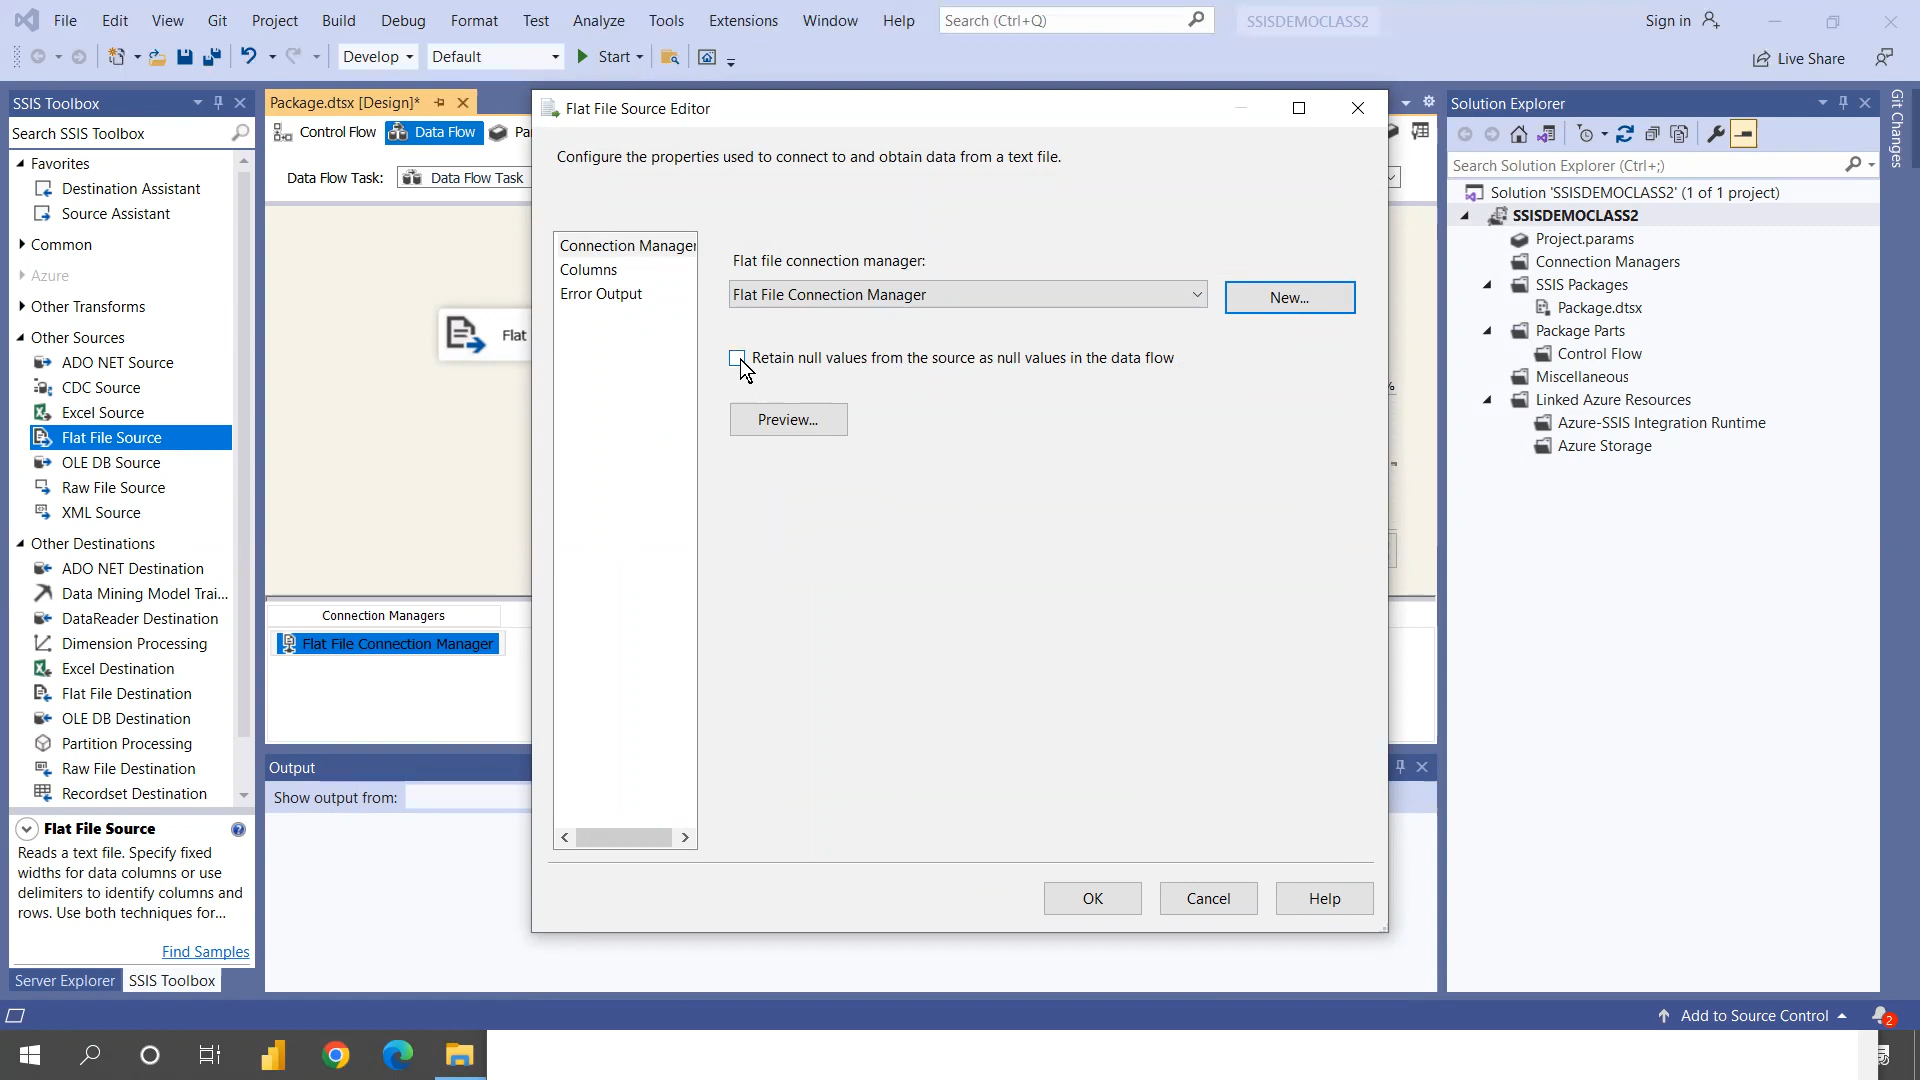 File Edit View Git Project Build Debug Format Test Analyze Tools Extensions Window Help Search (Ctrl+Q) SSISDEMOCLASS2 Sign in
Develop Default Start Live Share
SSIS Toolbox
Search SSIS Toolbox
Favorites
Destination Assistant
Source Assistant
Common
Azure
Other Transforms
Other Sources
ADO NET Source
CDC Source
Excel Source
Flat File Source
OLE DB Source
Raw File Source
XML Source
Other Destinations
ADO NET Destination
Data Mining Model Trai...
DataReader Destination
Dimension Processing
Excel Destination
Flat File Destination
OLE DB Destination
Partition Processing
Raw File Destination
Recordset Destination
Flat File Source
Reads a text file. Specify fixed
widths for data columns or use
delimiters to identify columns and
rows. Use both techniques for...
Find Samples
Server Explorer SSIS Toolbox
Package.dtsx [Design]*
Control Flow Data Flow Pa
Data Flow Task: Data Flow Task
Flat
Connection Managers
Flat File Connection Manager
Output
Show output from:
Flat File Source Editor
Configure the properties used to connect to and obtain data from a text file.
Connection Manager
Columns
Error Output
Flat file connection manager:
Flat File Connection Manager New...
Retain null values from the source as null values in the data flow
Preview...
OK Cancel Help
Solution Explorer
Search Solution Explorer (Ctrl+;)
Solution 'SSISDEMOCLASS2' (1 of 1 project)
SSISDEMOCLASS2
Project.params
Connection Managers
SSIS Packages
Package.dtsx
Package Parts
Control Flow
Miscellaneous
Linked Azure Resources
Azure-SSIS Integration Runtime
Azure Storage
Git Changes
Add to Source Control 2